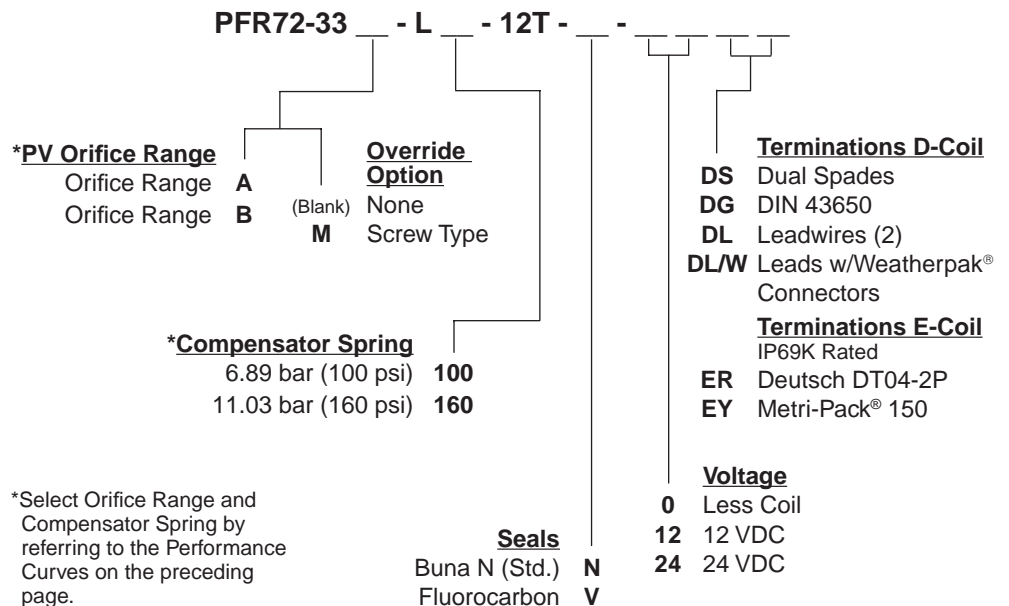 PFR72-33 __ - L __ - 12T - __ - __ __ __ __
*PV Orifice Range
Orifice Range A
Orifice Range B
Override
Option
(Blank) None
M Screw Type
*Compensator Spring
6.89 bar (100 psi) 100
11.03 bar (160 psi) 160
*Select Orifice Range and
Compensator Spring by
referring to the Performance
Curves on the preceding
page.
Seals
Buna N (Std.) N
Fluorocarbon V
Terminations D-Coil
DS Dual Spades
DG DIN 43650
DL Leadwires (2)
DL/W Leads w/Weatherpak®
Connectors
Terminations E-Coil
IP69K Rated
ER Deutsch DT04-2P
EY Metri-Pack® 150
Voltage
0 Less Coil
12 12 VDC
24 24 VDC